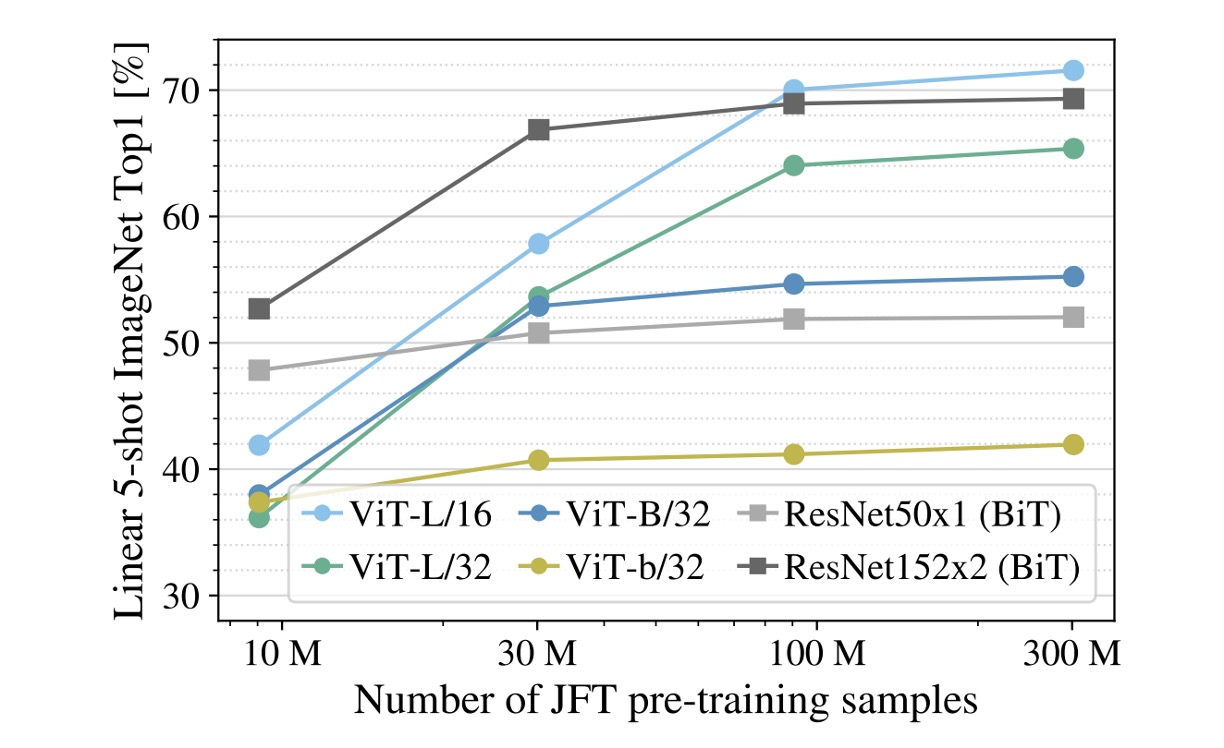 Linear 5-shot ImageNet Top1 [%]
70
60
50
40
30
ViT-L/16 ViT-B/32 ResNet50x1 (BiT)
ViT-L/32 ViT-b/32 ResNet152x2 (BiT)
10 M 30 M 100 M 300 M
Number of JFT pre-training samples